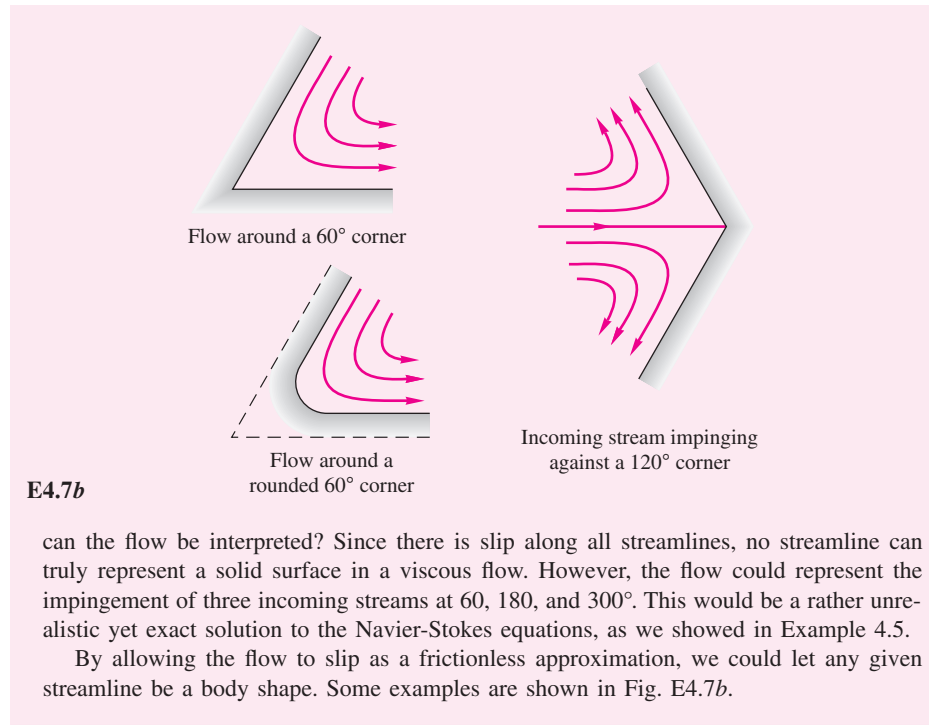 Flow around a 60° corner
Flow around a
rounded 60° corner
Incoming stream impinging
against a 120° corner
E4.7b
can the flow be interpreted? Since there is slip along all streamlines, no streamline can
truly represent a solid surface in a viscous flow. However, the flow could represent the
impingement of three incoming streams at 60, 180, and 300°. This would be a rather unre-
alistic yet exact solution to the Navier-Stokes equations, as we showed in Example 4.5.
By allowing the flow to slip as a frictionless approximation, we could let any given
streamline be a body shape. Some examples are shown in Fig. E4.7b.